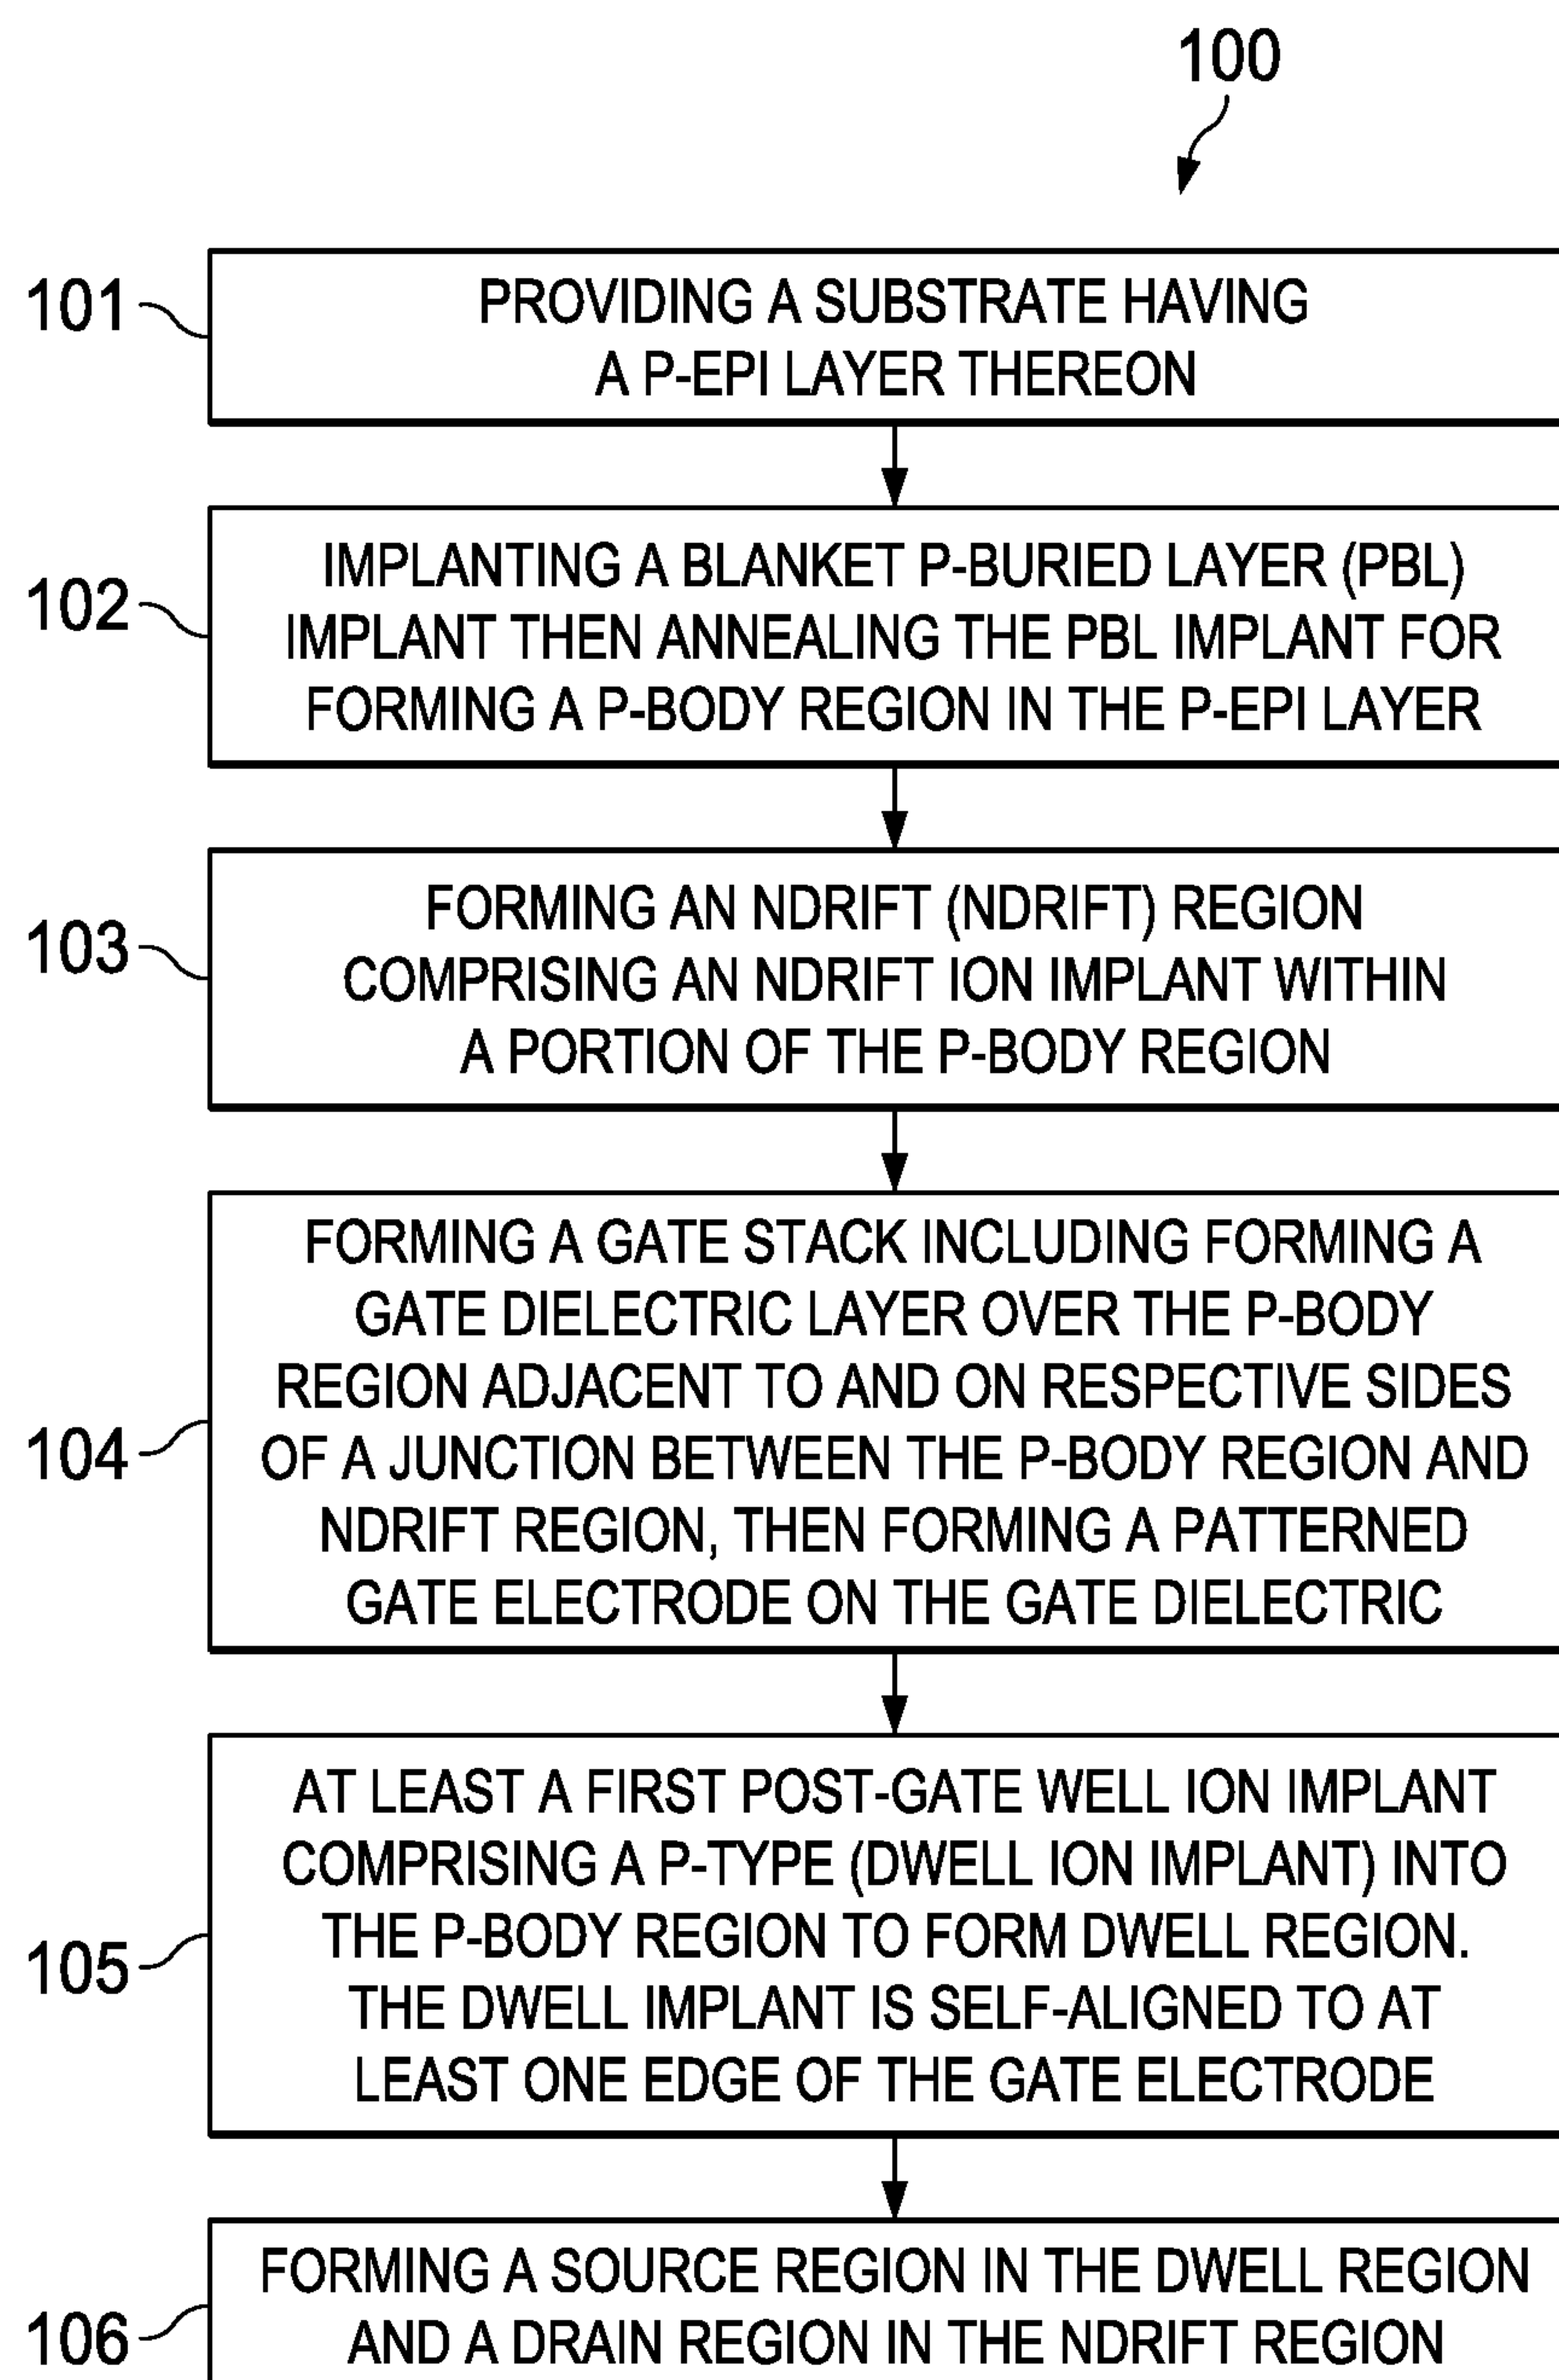 100
101
PROVIDING A SUBSTRATE HAVING
A P-EPI LAYER THEREON
102
IMPLANTING A BLANKET P-BURIED LAYER (PBL)
IMPLANT THEN ANNEALING THE PBL IMPLANT FOR
FORMING A P-BODY REGION IN THE P-EPI LAYER
103
FORMING AN NDRIFT (NDRIFT) REGION
COMPRISING AN NDRIFT ION IMPLANT WITHIN
A PORTION OF THE P-BODY REGION
104
FORMING A GATE STACK INCLUDING FORMING A
GATE DIELECTRIC LAYER OVER THE P-BODY
REGION ADJACENT TO AND ON RESPECTIVE SIDES
OF A JUNCTION BETWEEN THE P-BODY REGION AND
NDRIFT REGION, THEN FORMING A PATTERNED
GATE ELECTRODE ON THE GATE DIELECTRIC
105
AT LEAST A FIRST POST-GATE WELL ION IMPLANT
COMPRISING A P-TYPE (DWELL ION IMPLANT) INTO
THE P-BODY REGION TO FORM DWELL REGION.
THE DWELL IMPLANT IS SELF-ALIGNED TO AT
LEAST ONE EDGE OF THE GATE ELECTRODE
106
FORMING A SOURCE REGION IN THE DWELL REGION
AND A DRAIN REGION IN THE NDRIFT REGION